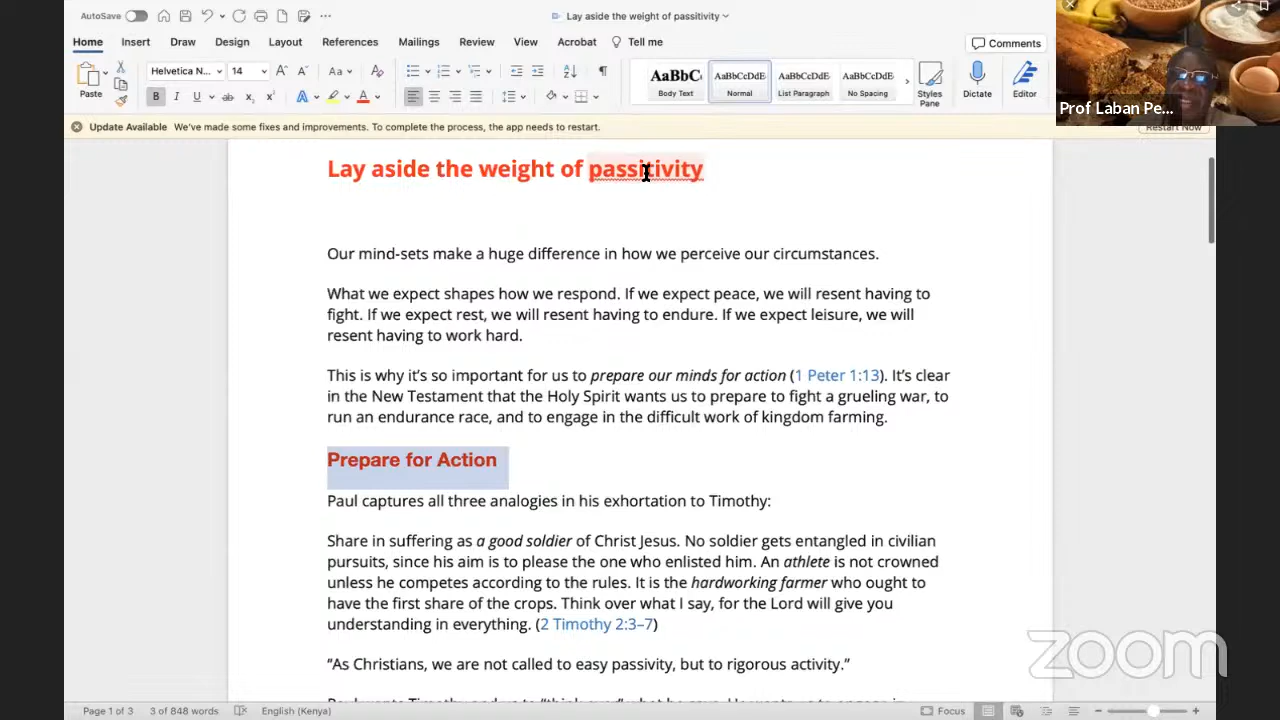 AutoSave
Lay aside the weight of passitivity
Home Insert Draw Design Layout References Mailings Review View Acrobat Tell me
Comments
Paste
Helvetica N... 14
Aa
AaBbC AaBbCcDdE AaBbCcDdE AaBbCcDdE
Body Text Normal List Paragraph No Spacing
Styles Pane
Dictate
Editor
Prof Laban Pe...
Update Available We've made some fixes and improvements. To complete the process, the app needs to restart.
Restart Now
Lay aside the weight of passitivity
Our mind-sets make a huge difference in how we perceive our circumstances.
What we expect shapes how we respond. If we expect peace, we will resent having to
fight. If we expect rest, we will resent having to endure. If we expect leisure, we will
resent having to work hard.
This is why it’s so important for us to prepare our minds for action (1 Peter 1:13). It’s clear
in the New Testament that the Holy Spirit wants us to prepare to fight a grueling war, to
run an endurance race, and to engage in the difficult work of kingdom farming.
Prepare for Action
Paul captures all three analogies in his exhortation to Timothy:
Share in suffering as a good soldier of Christ Jesus. No soldier gets entangled in civilian
pursuits, since his aim is to please the one who enlisted him. An athlete is not crowned
unless he competes according to the rules. It is the hardworking farmer who ought to
have the first share of the crops. Think over what I say, for the Lord will give you
understanding in everything. (2 Timothy 2:3–7)
“As Christians, we are not called to easy passivity, but to rigorous activity.”
zoom
Page 1 of 3 3 of 848 words English (Kenya)
Focus